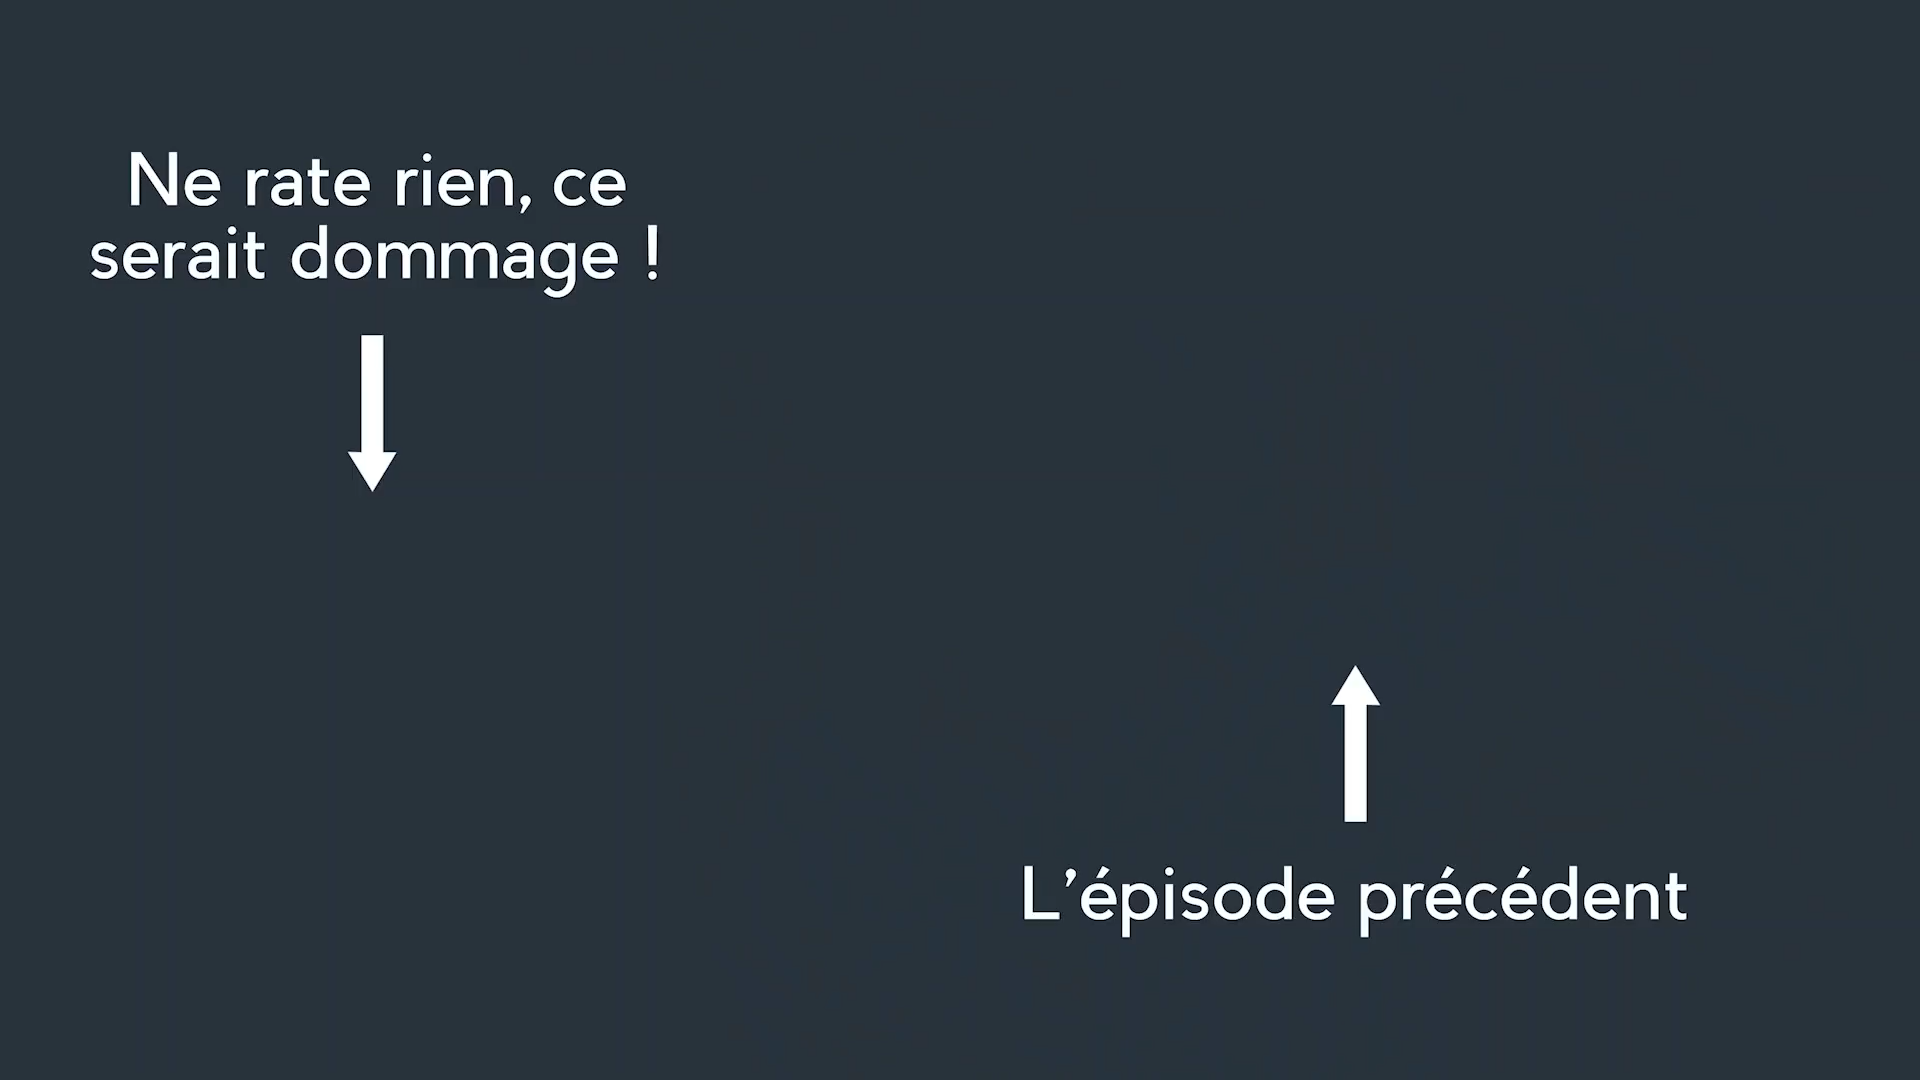 Ne rate rien, ce
serait dommage !
L’épisode précédent